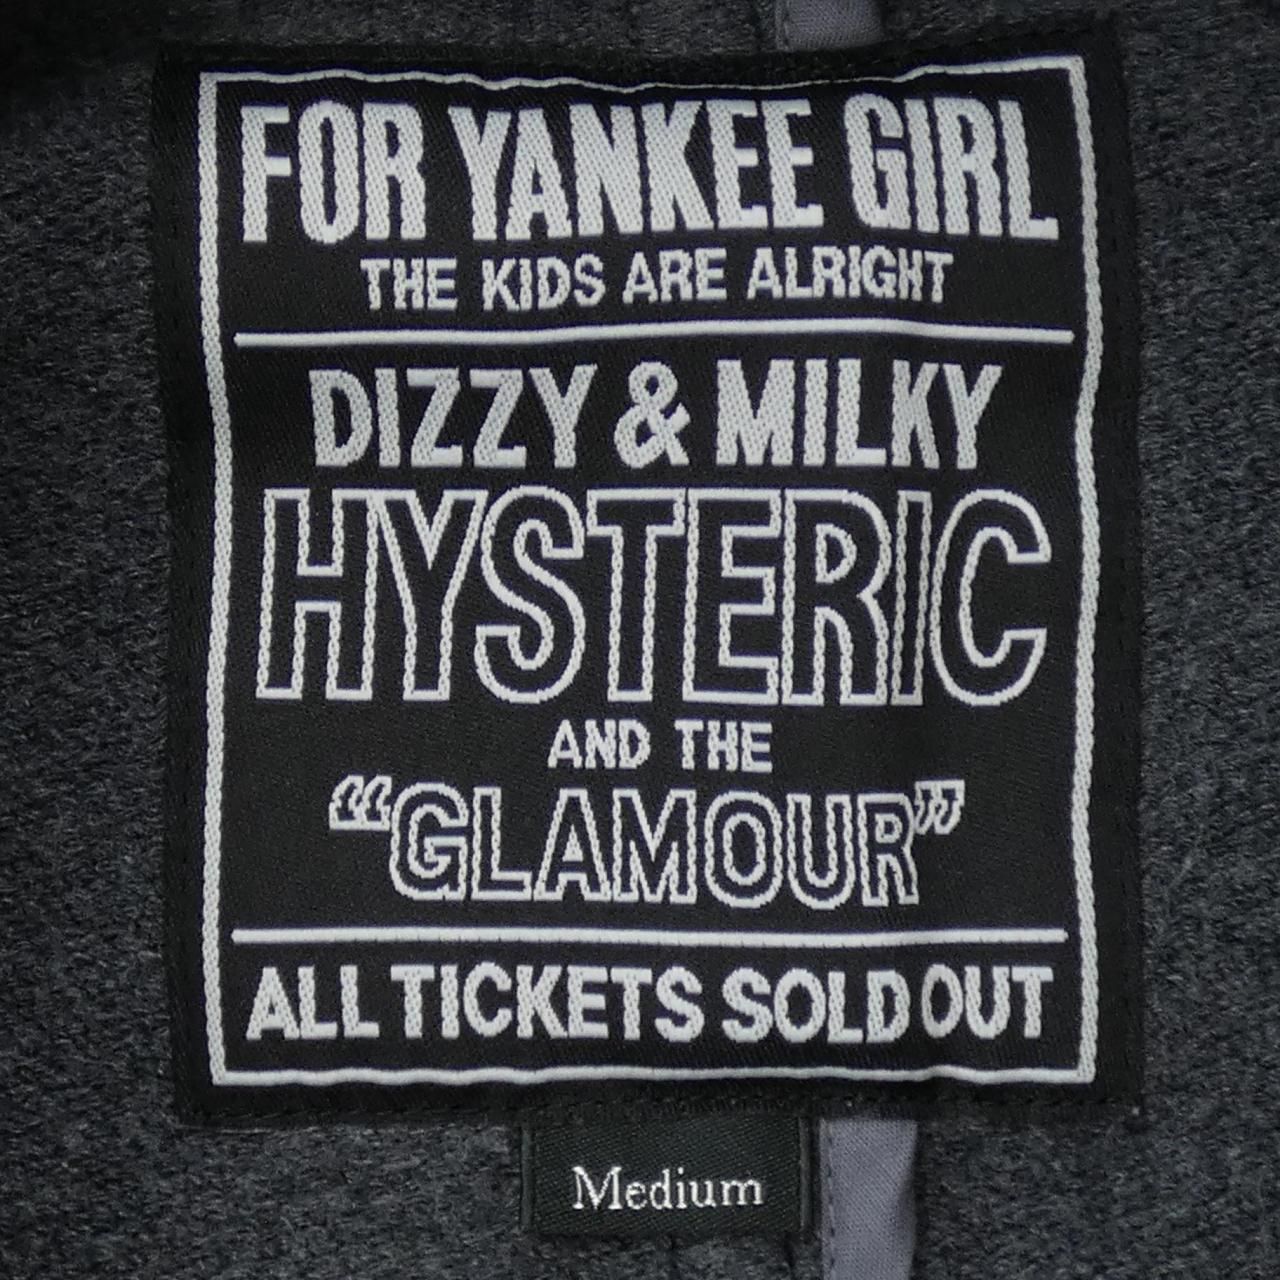 FOR YANKEE GIRL
THE KIDS ARE ALRIGHT
DIZZY & MILKY
HYSTERIC
AND THE
“GLAMOUR”
ALL TICKETS SOLD OUT
Medium